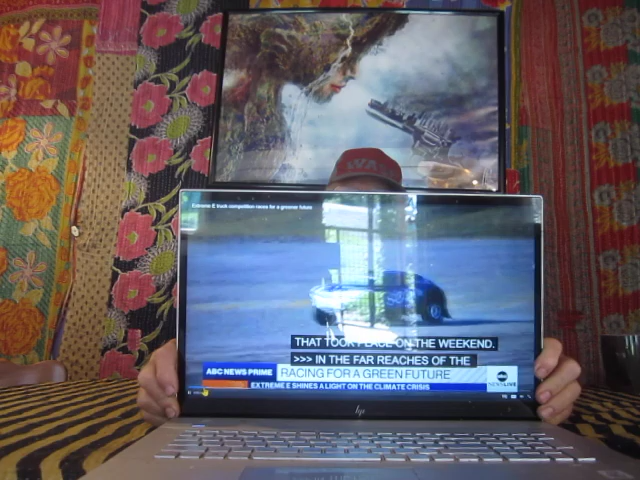 Extreme E truck competition races for a greener future
THAT TOOK PLACE ON THE WEEKEND.
>>> IN THE FAR REACHES OF THE
ABC NEWS PRIME
RACING FOR A GREEN FUTURE
EXTREME E SHINES A LIGHT ON THE CLIMATE CRISIS
abc
NEWS LIVE
hp